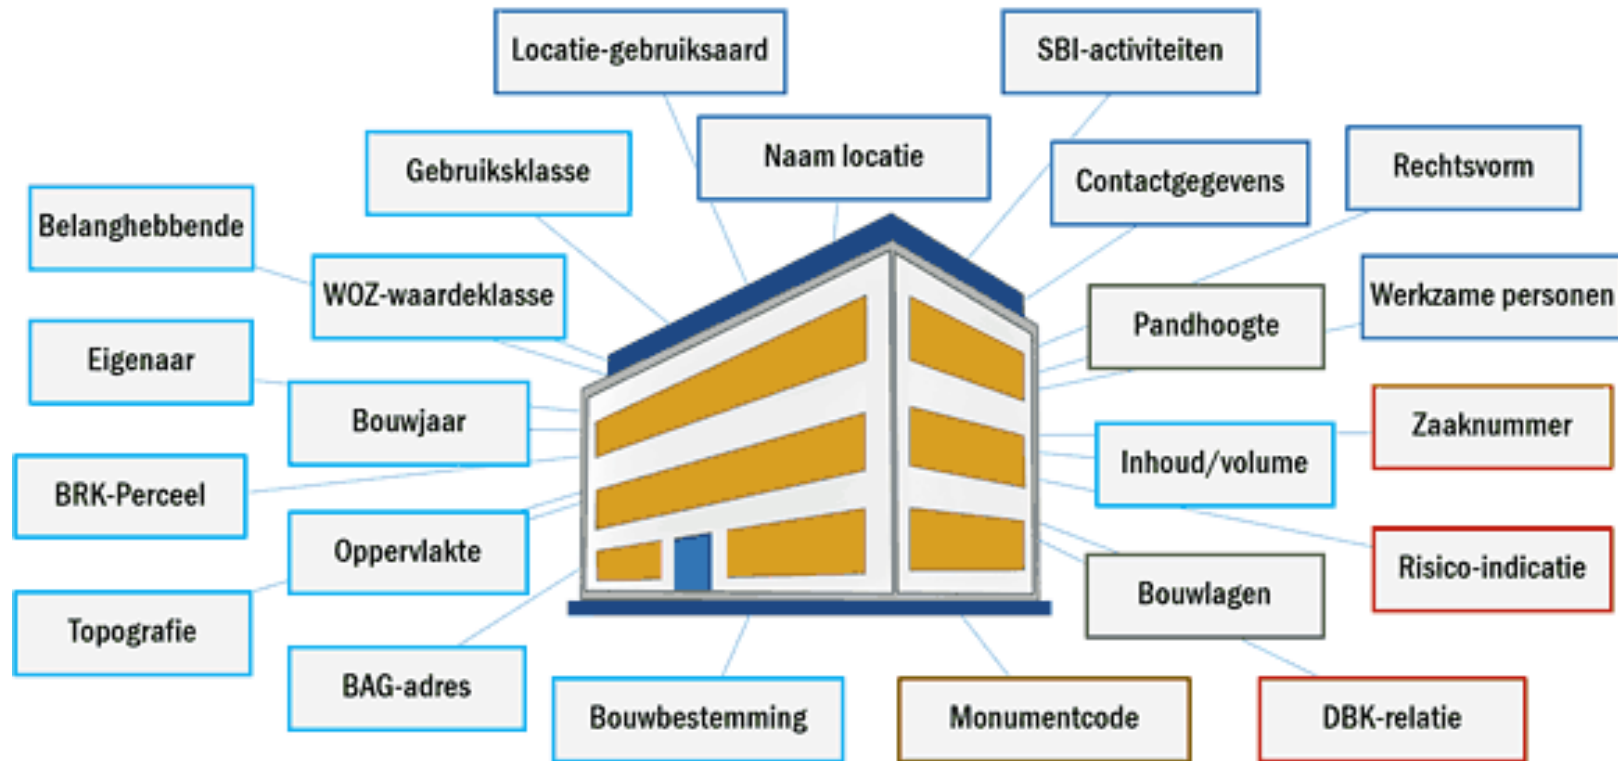 Locatie-gebruiksaard
SBI-activiteiten
Naam locatie
Gebruiksklasse
Contactgegevens
Rechtsvorm
Belanghebbende
WOZ-waardeklasse
Pandhoogte
Werkzame personen
Eigenaar
Bouwjaar
Zaaknummer
Inhoud/volume
BRK-Perceel
Oppervlakte
Risico-indicatie
Bouwlagen
Topografie
BAG-adres
Bouwbestemming
Monumentcode
DBK-relatie